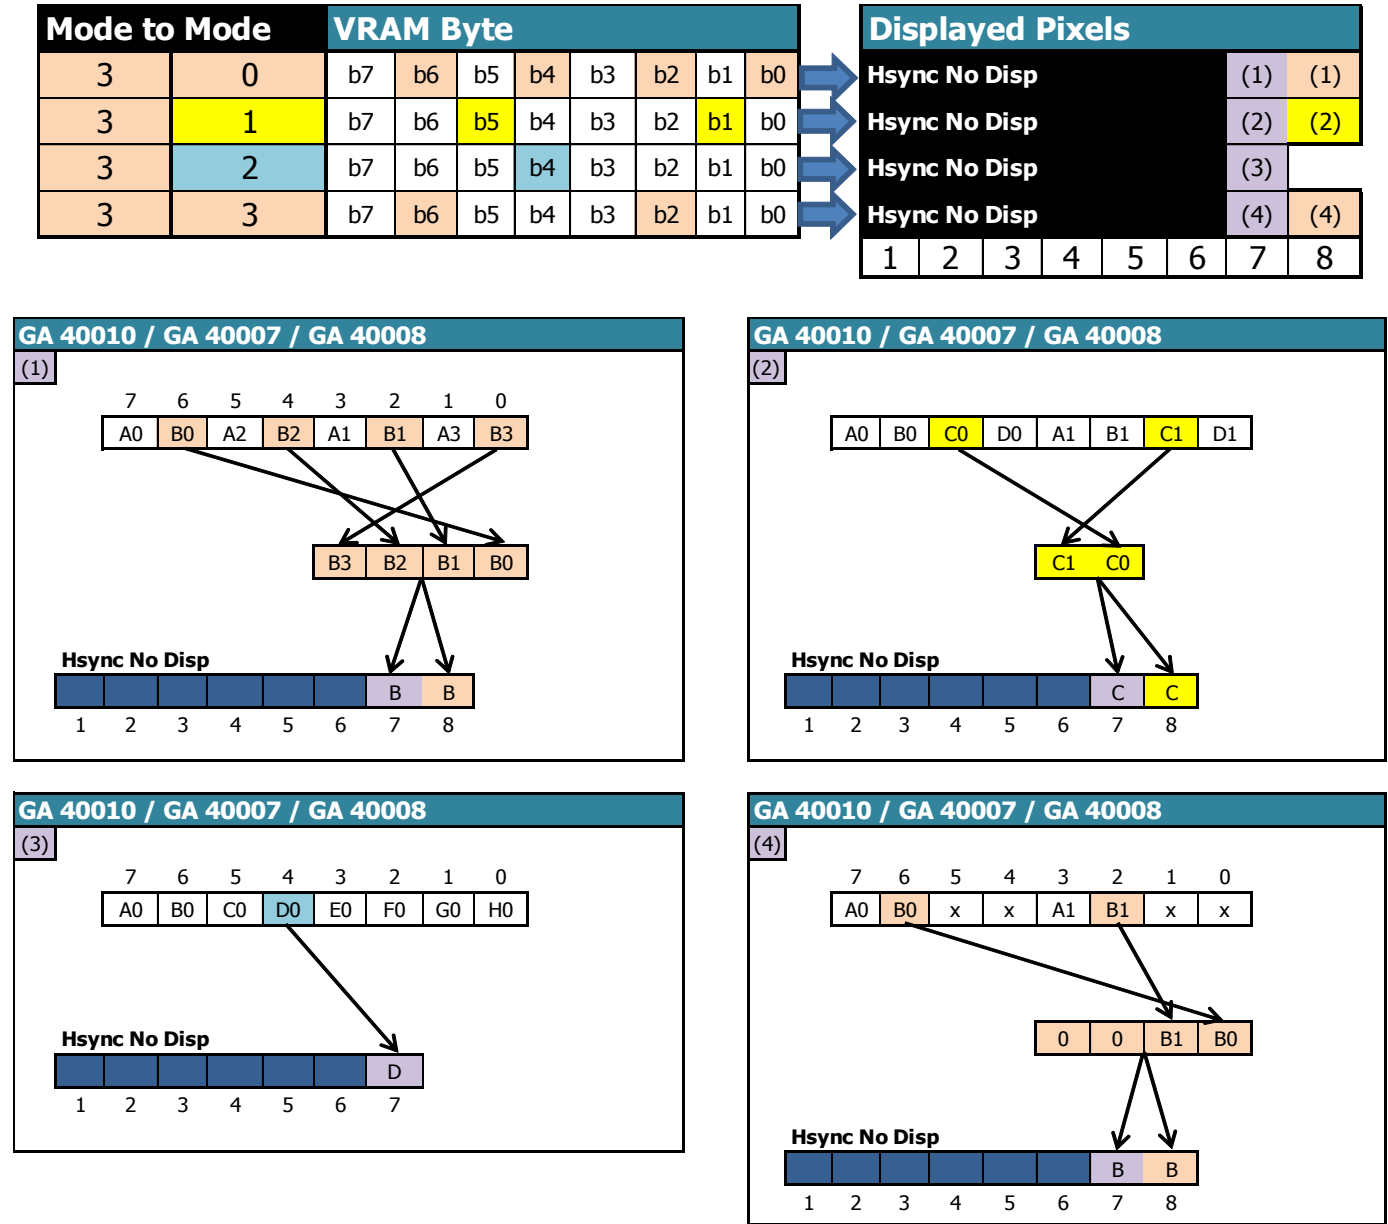 Mode to Mode VRAM Byte Displayed Pixels
3 0 b7 b6 b5 b4 b3 b2 b1 b0 Hsync No Disp (1) (1)
3 1 b7 b6 b5 b4 b3 b2 b1 b0 Hsync No Disp (2) (2)
3 2 b7 b6 b5 b4 b3 b2 b1 b0 Hsync No Disp (3)
3 3 b7 b6 b5 b4 b3 b2 b1 b0 Hsync No Disp (4) (4)
1 2 3 4 5 6 7 8
GA 40010 / GA 40007 / GA 40008
(1)
7 6 5 4 3 2 1 0
A0 B0 A2 B2 A1 B1 A3 B3
B3 B2 B1 B0
Hsync No Disp
B B
1 2 3 4 5 6 7 8
GA 40010 / GA 40007 / GA 40008
(2)
A0 B0 C0 D0 A1 B1 C1 D1
C1 C0
Hsync No Disp
C C
1 2 3 4 5 6 7 8
GA 40010 / GA 40007 / GA 40008
(3)
7 6 5 4 3 2 1 0
A0 B0 C0 D0 E0 F0 G0 H0
Hsync No Disp
D
1 2 3 4 5 6 7
GA 40010 / GA 40007 / GA 40008
(4)
7 6 5 4 3 2 1 0
A0 B0 x x A1 B1 x x
0 0 B1 B0
Hsync No Disp
B B
1 2 3 4 5 6 7 8